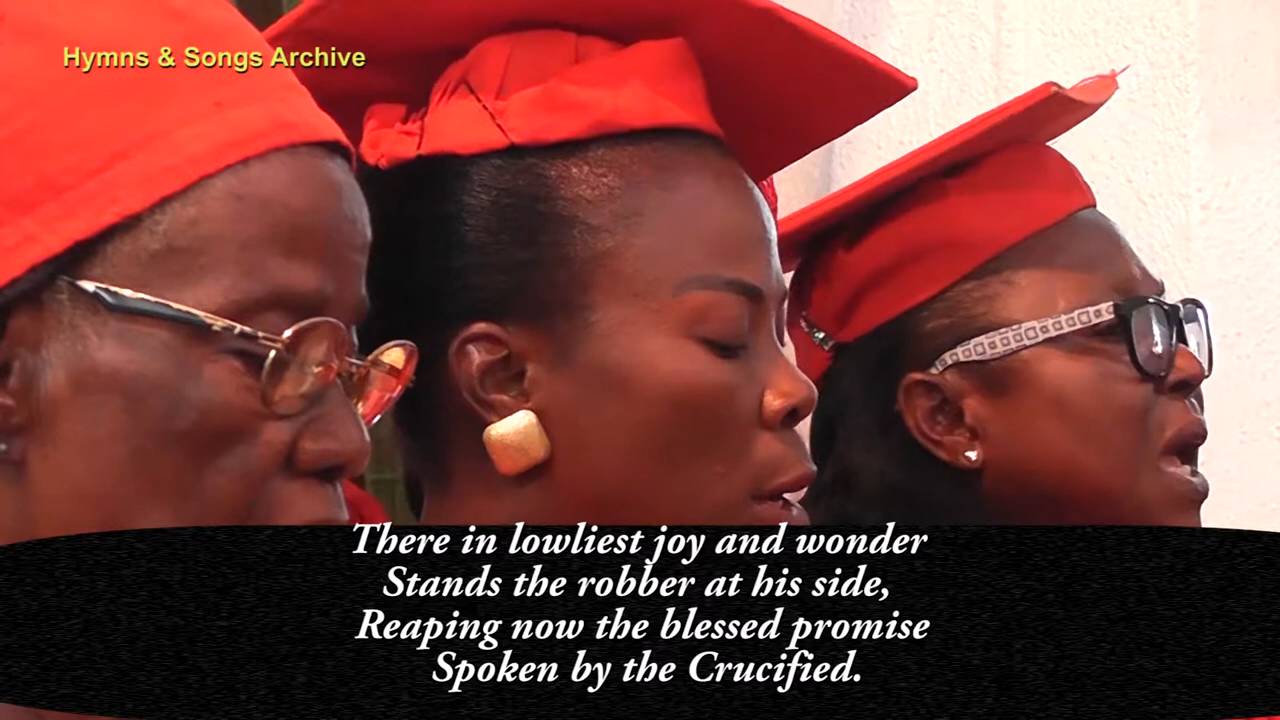 Hymns & Songs Archive
There in lowliest joy and wonder
Stands the robber at his side,
Reaping now the blessed promise
Spoken by the Crucified.